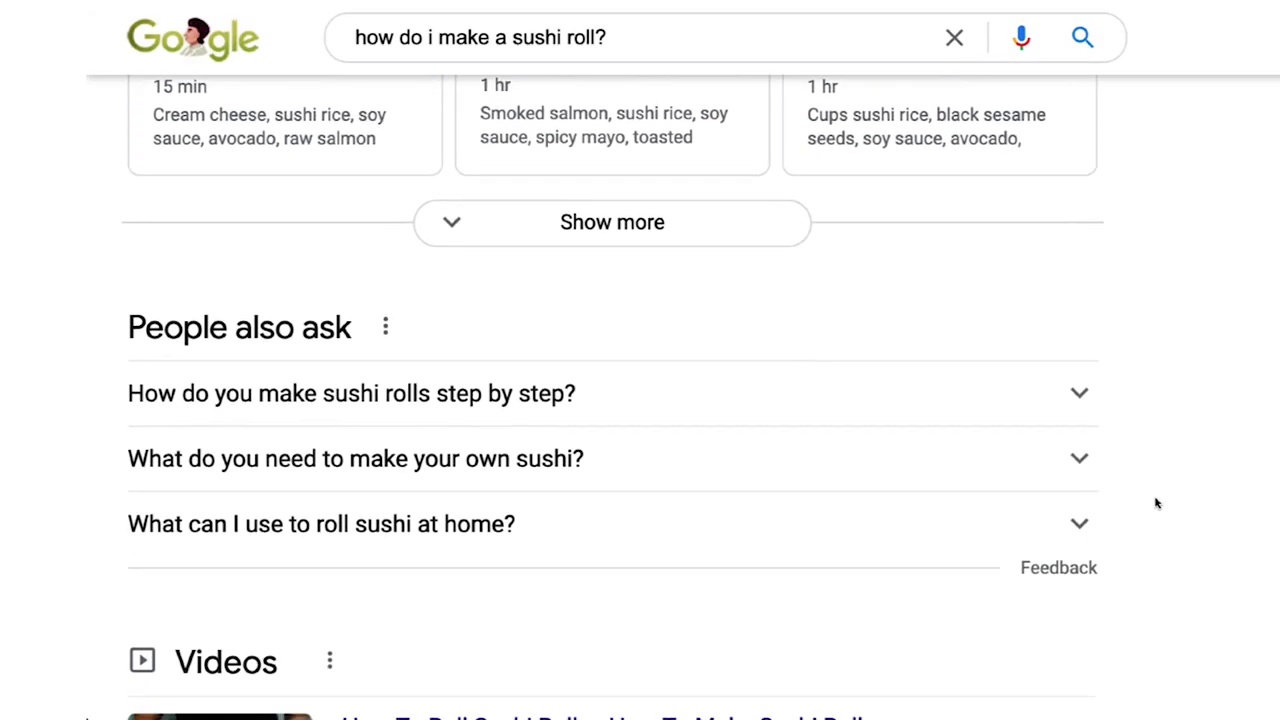 Google
how do i make a sushi roll?
15 min
Cream cheese, sushi rice, soy
sauce, avocado, raw salmon
1 hr
Smoked salmon, sushi rice, soy
sauce, spicy mayo, toasted
1 hr
Cups sushi rice, black sesame
seeds, soy sauce, avocado,
Show more
People also ask
How do you make sushi rolls step by step?
What do you need to make your own sushi?
What can I use to roll sushi at home?
Feedback
Videos